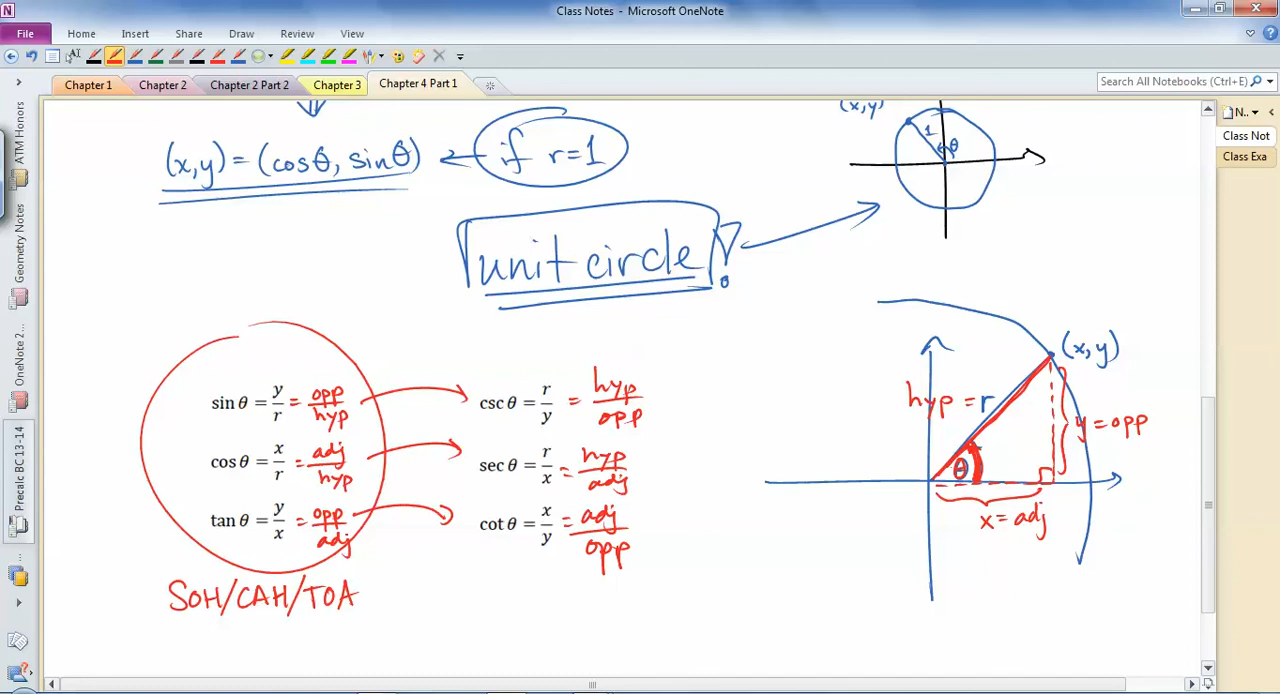 Class Notes - Microsoft OneNote
File Home Insert Share Draw Review View
Chapter 1 Chapter 2 Chapter 2 Part 2 Chapter 3 Chapter 4 Part 1
Search All Notebooks (Ctrl+E)
N..
Class Not
Class Exa
ATM Honors
Geometry Notes
OneNote 2...
Precalc BC 13-14
(x,y)
1 θ
(x,y) = (cosθ, sinθ) ← if r=1
unit circle!
sin θ = y/r = opp/hyp
csc θ = r/y = hyp/opp
cos θ = x/r = adj/hyp
sec θ = r/x = hyp/adj
tan θ = y/x = opp/adj
cot θ = x/y = adj/opp
SOH/CAH/TOA
(x,y)
hyp = r
y = opp
θ
x = adj